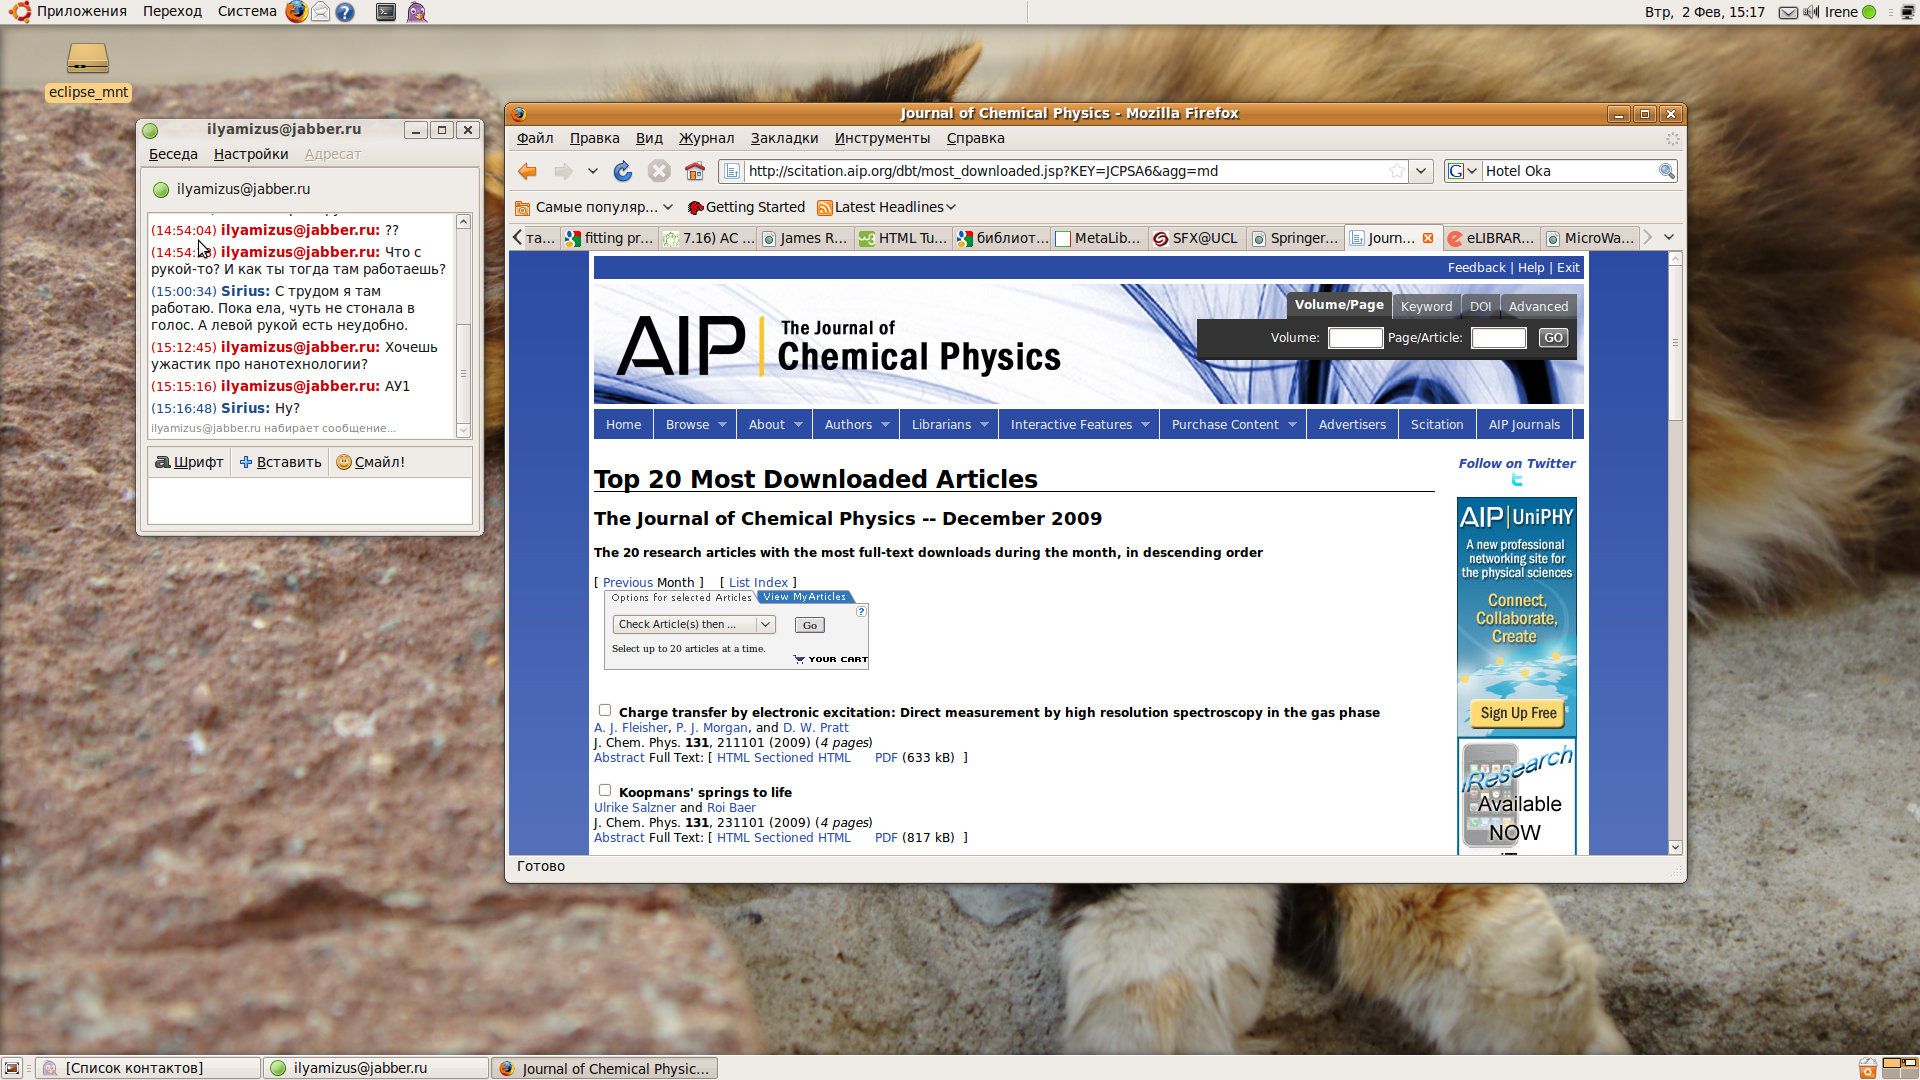 Приложения Переход Система
Втр, 2 Фев, 15:17 Irene
eclipse_mnt
ilyamizus@jabber.ru
Беседа Настройки Адресат
ilyamizus@jabber.ru
(14:54:04) ilyamizus@jabber.ru: ??
ilyamizus@jabber.ru: Что с
рукой-то? И как ты тогда там работаешь?
(15:00:34) Sirius: С трудом я там
работаю. Пока ела, чуть не стонала в
голос. А левой рукой есть неудобно.
(15:12:45) ilyamizus@jabber.ru: Хочешь
ужастик про нанотехнологии?
(15:15:16) ilyamizus@jabber.ru: АУ1
(15:16:48) Sirius: Ну?
ilyamizus@jabber.ru набирает сообщение...
Шрифт Вставить Смайл!
Journal of Chemical Physics - Mozilla Firefox
Файл Правка Вид Журнал Закладки Инструменты Справка
http://scitation.aip.org/dbt/most_downloaded.jsp?KEY=JCPSA6&agg=md
Hotel Oka
Самые популяр... Getting Started Latest Headlines
та... fitting pr... 7.16) AC ... James R... HTML Tu... библиот... MetaLib... SFX@UCL Springer... Journ... eLIBRAR... MicroWa...
Feedback | Help | Exit
AIP The Journal of
Chemical Physics
Volume/Page Keyword DOI Advanced
Volume: Page/Article: GO
Home Browse About Authors Librarians Interactive Features Purchase Content Advertisers Scitation AIP Journals
Top 20 Most Downloaded Articles
The Journal of Chemical Physics -- December 2009
The 20 research articles with the most full-text downloads during the month, in descending order
[ Previous Month ] [ List Index ]
Options for selected Articles View MyArticles
?
Check Article(s) then ... Go
Select up to 20 articles at a time.
YOUR CART
Charge transfer by electronic excitation: Direct measurement by high resolution spectroscopy in the gas phase
A. J. Fleisher, P. J. Morgan, and D. W. Pratt
J. Chem. Phys. 131, 211101 (2009) (4 pages)
Abstract Full Text: [ HTML Sectioned HTML PDF (633 kB) ]
Koopmans' springs to life
Ulrike Salzner and Roi Baer
J. Chem. Phys. 131, 231101 (2009) (4 pages)
Abstract Full Text: [ HTML Sectioned HTML PDF (817 kB) ]
Follow on Twitter
t
AIP UniPHY
A new professional
networking site for
the physical sciences
Connect,
Collaborate,
Create
Sign Up Free
iResearch
Available
NOW
Готово
[Список контактов] ilyamizus@jabber.ru Journal of Chemical Physic...